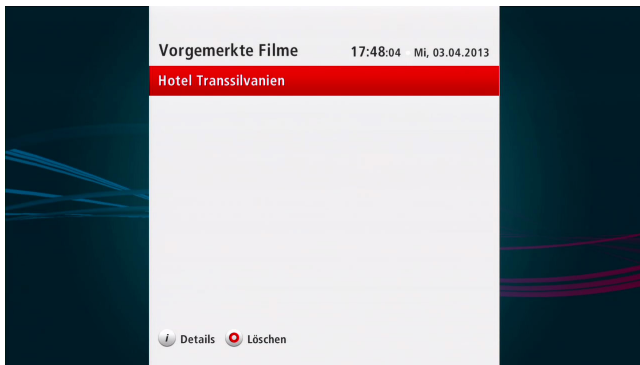 Vorgemerkte Filme 17:48:04 Mi, 03.04.2013
Hotel Transsilvanien
i Details Löschen